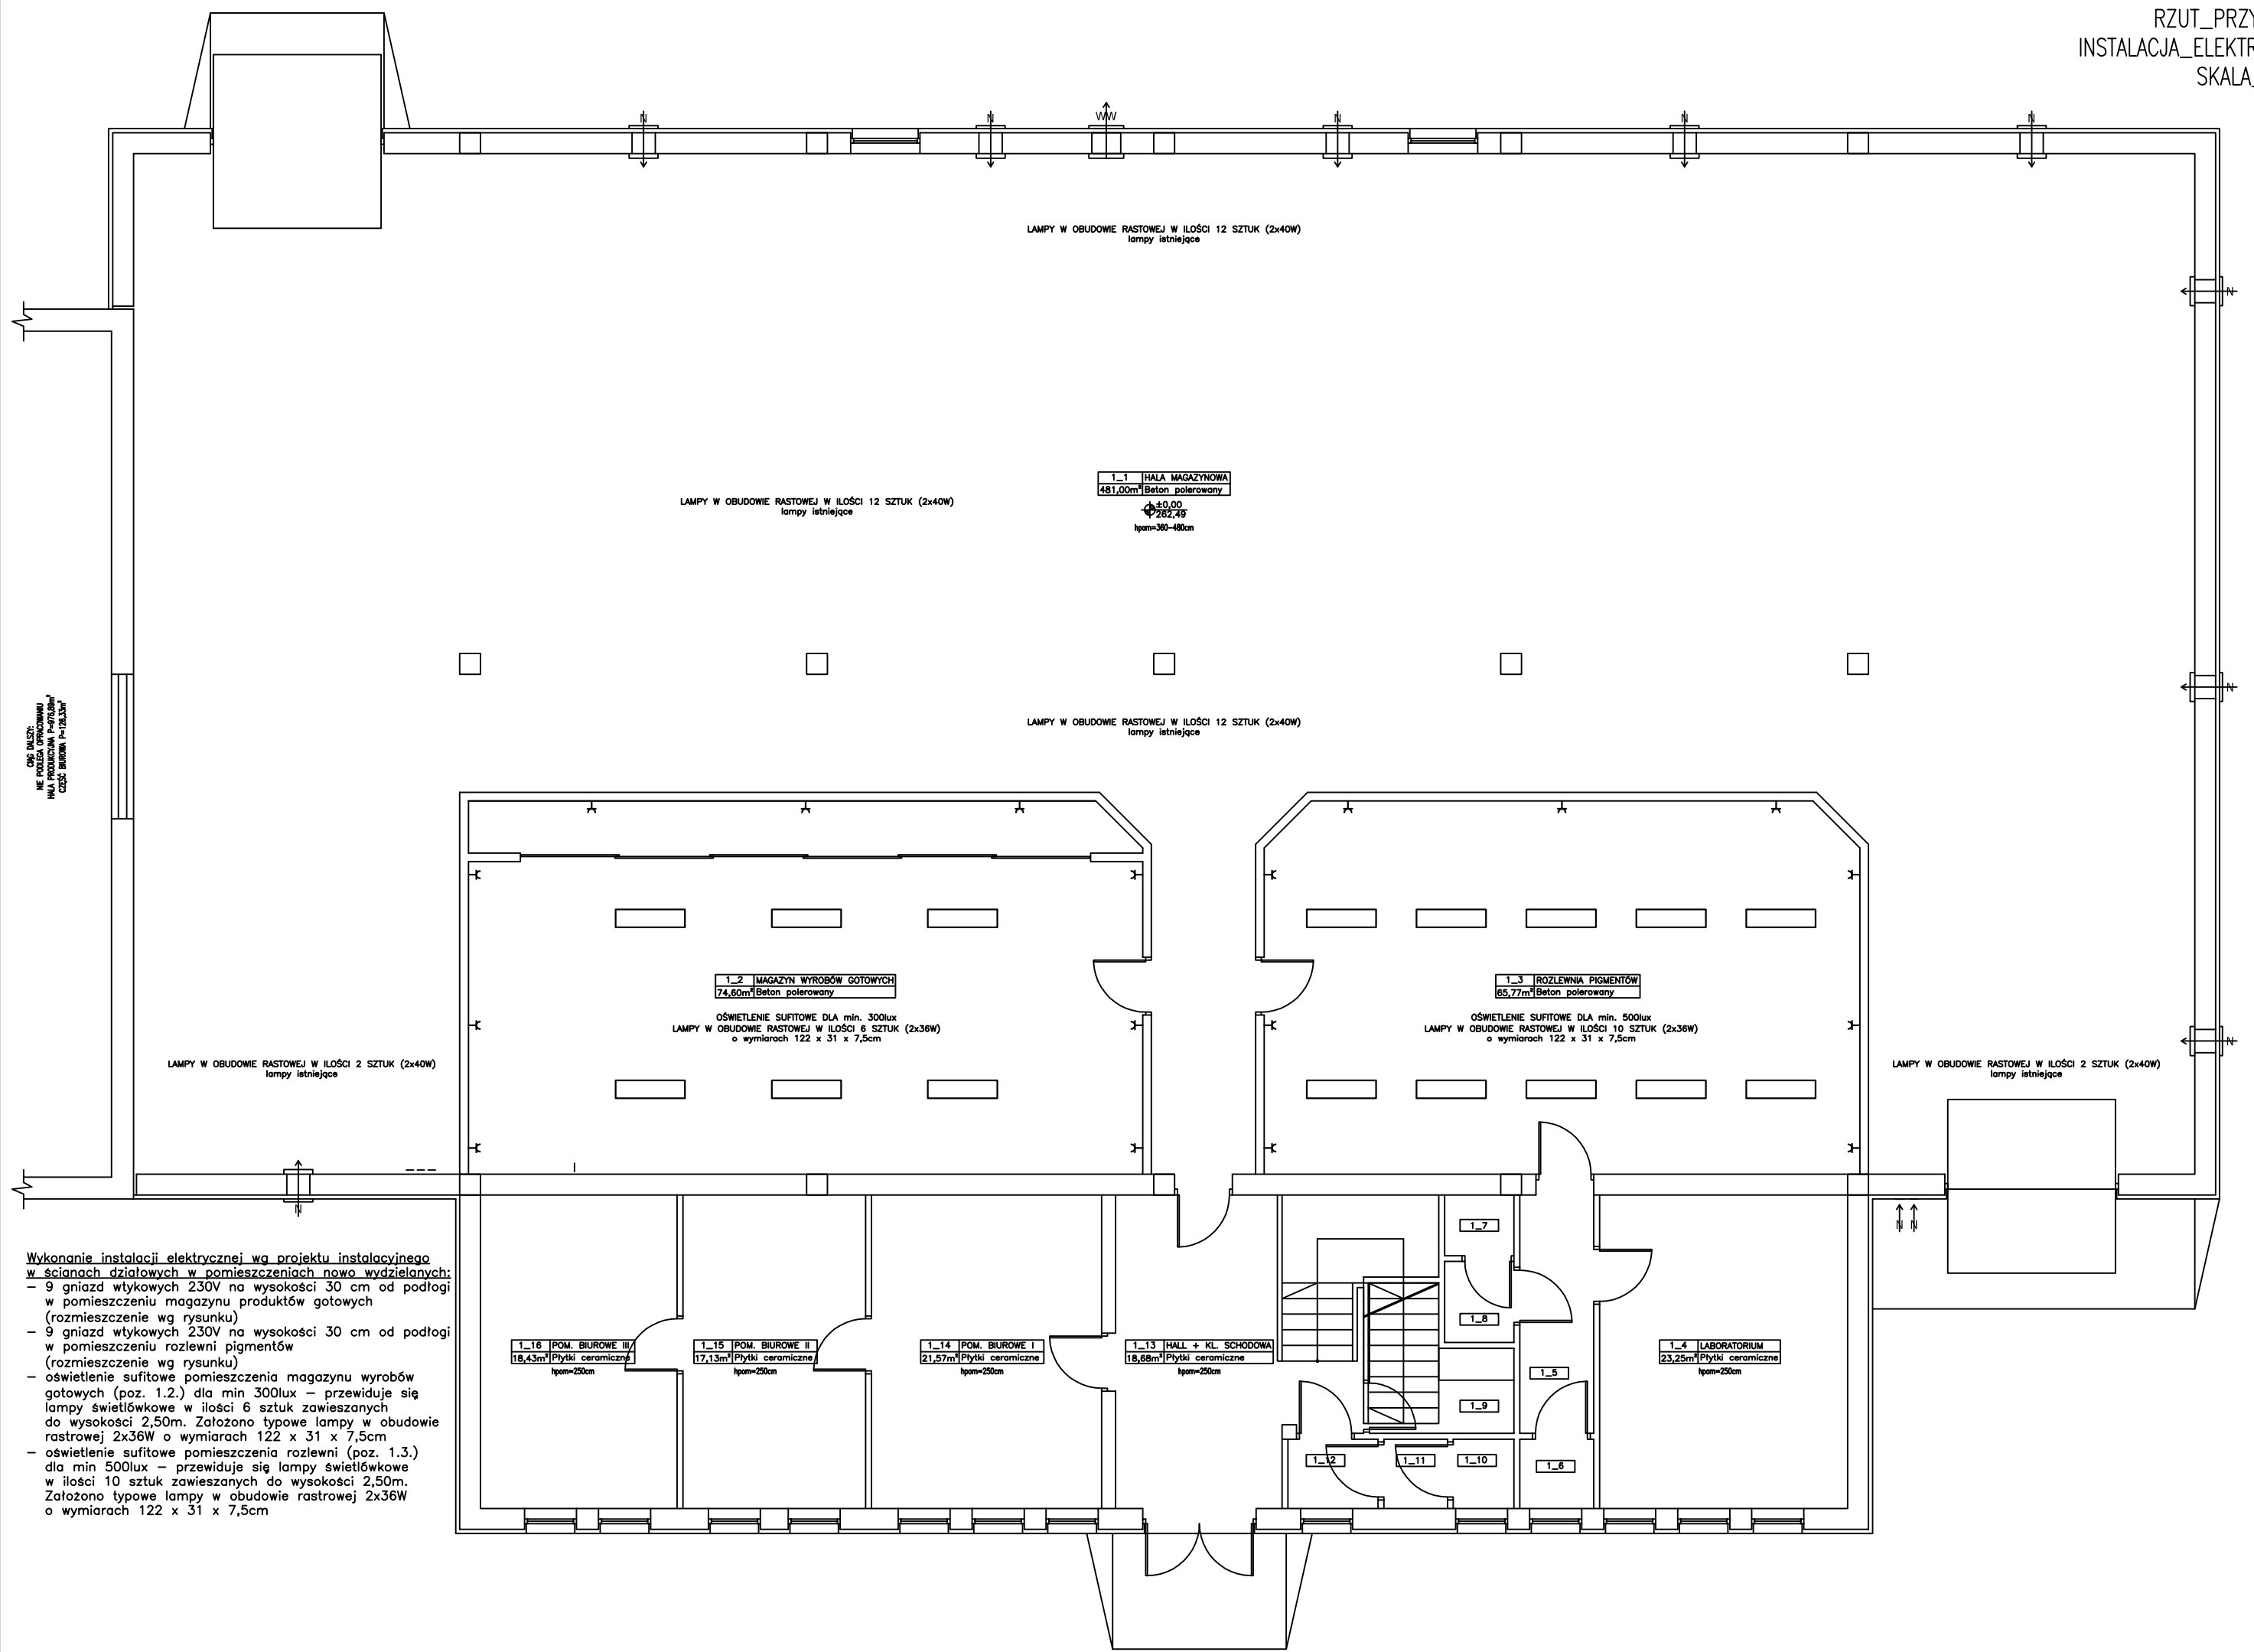 RZUT_PRZY
INSTALACJA_ELEKTR
SKALA_
N
N
WW
N
N
N
LAMPY W OBUDOWIE RASTOWEJ W ILOŚCI 12 SZTUK (2x40W)
lampy istniejące
N
1_1 HALA MAGAZYNOWA
481,00m² Beton polerowany
±0,00
262,49
hpom=360-480cm
LAMPY W OBUDOWIE RASTOWEJ W ILOŚCI 12 SZTUK (2x40W)
lampy istniejące
N
CIĄG DALSZY:
NIE PODLEGA OPRACOWANIU
HALA PRODUKCYJNA P=976,89m²
CZĘŚĆ BIUROWA P=126,33m²
LAMPY W OBUDOWIE RASTOWEJ W ILOŚCI 12 SZTUK (2x40W)
lampy istniejące
1_2 MAGAZYN WYROBÓW GOTOWYCH
74,60m² Beton polerowany
OŚWIETLENIE SUFITOWE DLA min. 300lux
LAMPY W OBUDOWIE RASTOWEJ W ILOŚCI 6 SZTUK (2x36W)
o wymiarach 122 x 31 x 7,5cm
1_3 ROZLEWNIA PIGMENTÓW
65,77m² Beton polerowany
OŚWIETLENIE SUFITOWE DLA min. 500lux
LAMPY W OBUDOWIE RASTOWEJ W ILOŚCI 10 SZTUK (2x36W)
o wymiarach 122 x 31 x 7,5cm
N
LAMPY W OBUDOWIE RASTOWEJ W ILOŚCI 2 SZTUK (2x40W)
lampy istniejące
LAMPY W OBUDOWIE RASTOWEJ W ILOŚCI 2 SZTUK (2x40W)
lampy istniejące
N
N N
Wykonanie instalacji elektrycznej wg projektu instalacyjnego
w ścianach działowych w pomieszczeniach nowo wydzielanych:
– 9 gniazd wtykowych 230V na wysokości 30 cm od podłogi
w pomieszczeniu magazynu produktów gotowych
(rozmieszczenie wg rysunku)
– 9 gniazd wtykowych 230V na wysokości 30 cm od podłogi
w pomieszczeniu rozlewni pigmentów
(rozmieszczenie wg rysunku)
– oświetlenie sufitowe pomieszczenia magazynu wyrobów
gotowych (poz. 1.2.) dla min 300lux – przewiduje się
lampy świetlówkowe w ilości 6 sztuk zawieszanych
do wysokości 2,50m. Założono typowe lampy w obudowie
rastrowej 2x36W o wymiarach 122 x 31 x 7,5cm
– oświetlenie sufitowe pomieszczenia rozlewni (poz. 1.3.)
dla min 500lux – przewiduje się lampy świetlówkowe
w ilości 10 sztuk zawieszanych do wysokości 2,50m.
Założono typowe lampy w obudowie rastrowej 2x36W
o wymiarach 122 x 31 x 7,5cm
1_16 POM. BIUROWE III
18,43m² Płytki ceramiczne
hpom=250cm
1_15 POM. BIUROWE II
17,13m² Płytki ceramiczne
hpom=250cm
1_14 POM. BIUROWE I
21,57m² Płytki ceramiczne
hpom=250cm
1_13 HALL + KL. SCHODOWA
18,68m² Płytki ceramiczne
hpom=250cm
1_7
1_8
1_5
1_9
1_12
1_11
1_10
1_6
1_4 LABORATORIUM
23,25m² Płytki ceramiczne
hpom=250cm